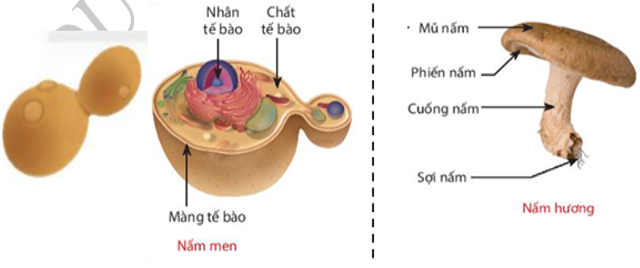 Nhân
tế bào
Chất
tế bào
Màng tế bào
Nấm men
Mũ nấm
Phiến nấm
Cuống nấm
Sợi nấm
Nấm hương